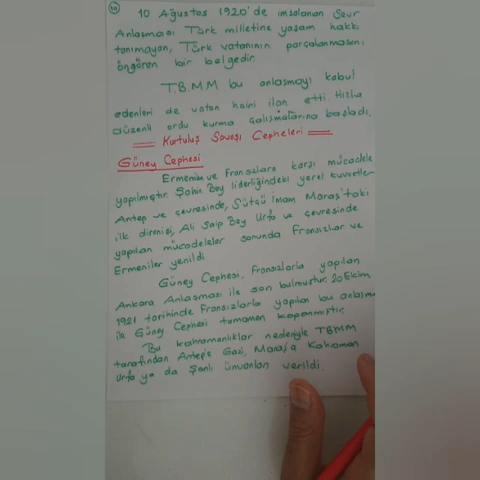 10 Ağustos 1920'de imzalanan Sevr
Anlaşması Türk milletine yaşam hakkı
tanımayan, Türk vatanının parçalanmasını
öngören bir belgedir.
T.B.M.M bu anlaşmayı kabul
edenleri de vatan haini ilan etti. Hızla
düzenli ordu kurma çalışmalarına başladı.
Kurtuluş Savaşı Cepheleri
Güney Cephesi
Ermeni ve Fransızlara karşı mücadele
yapılmıştır. Şahin Bey liderliğindeki yerel kuvvetler
Antep ve çevresinde, Sütçü İmam Maraş'taki
ilk direnişi, Ali Saip Bey Urfa ve çevresinde
yapılan mücadeleler sonunda Fransızlar ve
Ermeniler yenildi.
Güney Cephesi, Fransızlarla yapılan
Ankara Anlaşması ile son bulmuştur. 20 Ekim
1921 tarihinde Fransızlarla yapılan bu anlaşma
ile Güney Cephesi tamamen kapanmıştır.
Bu kahramanlıklar nedeniyle TBMM
tarafından Antep'e Gazi, Maraş'a Kahraman
Urfa'ya da Şanlı ünvanları verildi.